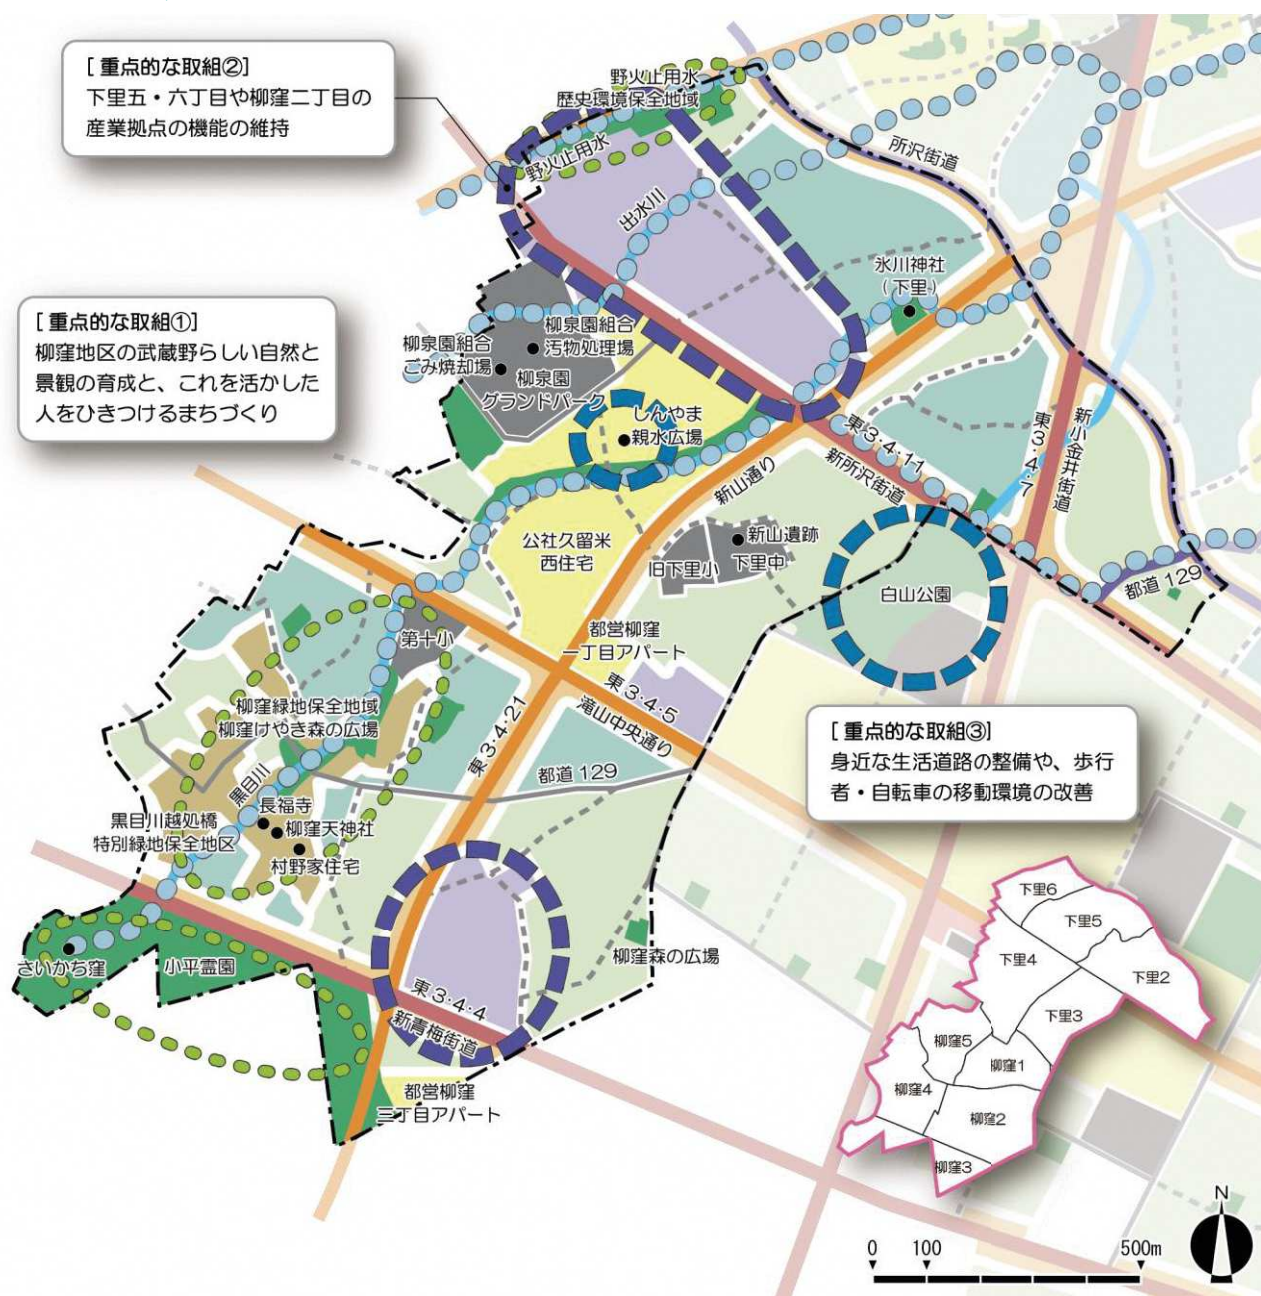 [重点的な取組②]
下里五・六丁目や柳窪二丁目の
産業拠点の機能の維持
野火止用水
歴史環境保全地域
野火止用水
所沢街道
出水川
氷川神社
(下里)
[重点的な取組①]
柳窪地区の武蔵野らしい自然と
景観の育成と、これを活かした
人をひきつけるまちづくり
柳泉園組合
汚物処理場
柳泉園組合
ごみ焼却場
柳泉園
グランドパーク
しんやま
親水広場
東3・4・11
新所沢街道
東3・4・7
新小金井街道
新山通り
公社久留米
西住宅
新山遺跡
旧下里小
下里中
白山公園
都道129
第十小
都営柳窪
一丁目アパート
東3・4・5
滝山中央通り
東3・4・21
柳窪緑地保全地域
柳窪けやき森の広場
都道129
[重点的な取組③]
身近な生活道路の整備や、歩行
者・自転車の移動環境の改善
黒目川
長福寺
柳窪天神社
黒目川越処橋
特別緑地保全地区
村野家住宅
さいかち窪
小平霊園
柳窪森の広場
東3・4・4
新青梅街道
都営柳窪
三丁目アパート
下里6
下里5
下里4
下里2
下里3
柳窪5
柳窪1
柳窪4
柳窪2
柳窪3
N
0 100 500m